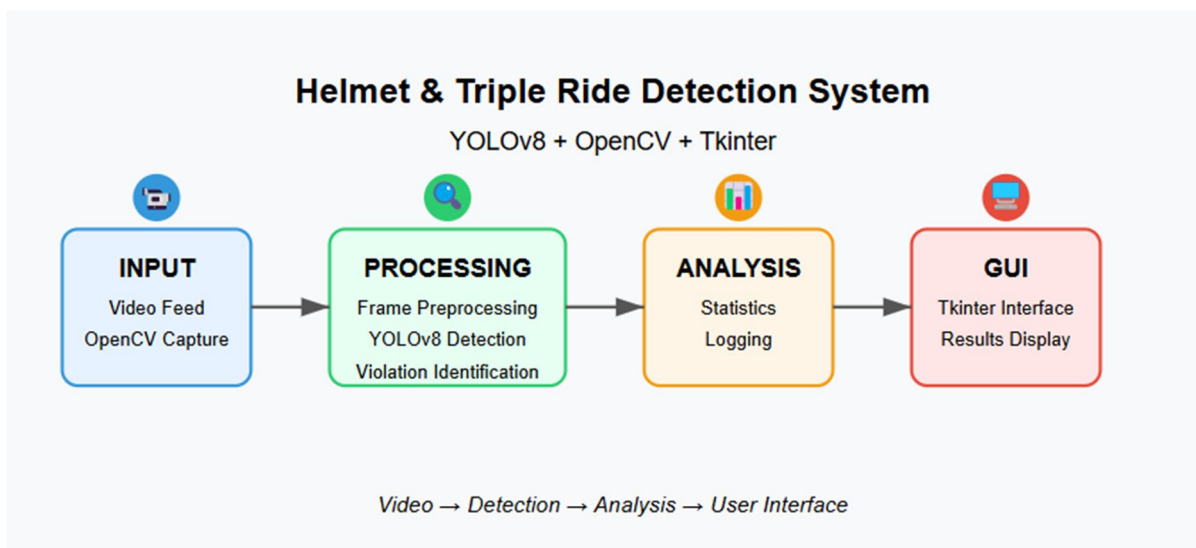 Helmet & Triple Ride Detection System
YOLOv8 + OpenCV + Tkinter
INPUT
Video Feed
OpenCV Capture
PROCESSING
Frame Preprocessing
YOLOv8 Detection
Violation Identification
ANALYSIS
Statistics
Logging
GUI
Tkinter Interface
Results Display
Video → Detection → Analysis → User Interface